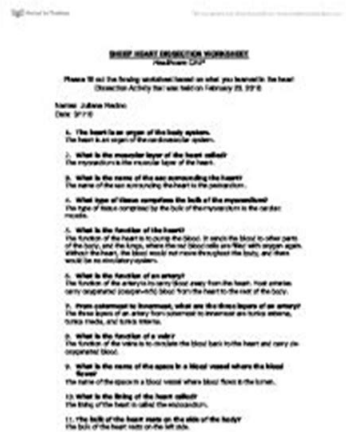 SHEEP HEART DISSECTION WORKSHEET
Healthcare
Please fill out the following worksheet based on what you learned in the heart
Dissection Activity that was held on February 2010
Name: Juliana
Date:
1. The heart is an organ of the body system.
The heart is an organ of the cardiovascular system.
2. What is the muscular layer of the heart called?
The myocardium is the muscular layer of the heart.
3. What is the name of the sac surrounding the heart?
The name of the sac surrounding the heart is the pericardium.
4. What type of tissue comprises the bulk of the myocardium?
The type of tissue comprised by the bulk of the myocardium is the cardiac
muscle.
5. What is the function of the heart?
The function of the heart is to pump the blood. It sends the blood to other parts
of the body, and the lungs, where the red blood cells are filled with oxygen again.
Without the heart, the blood would not move throughout the body, and there
would be no circulatory system.
6. What is the function of an artery?
The function of the artery is to carry blood away from the heart. Most arteries
carry oxygenated (oxygen-rich) blood from the heart to the rest of the body.
7. From outermost to innermost, what are the three layers of an artery?
The three layers of an artery from outermost to innermost are tunica externa,
tunica media, and tunica interna.
8. What is the function of a vein?
The function of the veins is to circulate the blood back to the heart and carry de-
oxygenated blood.
9. What is the name of the space in a blood vessel where the blood
flows?
The name of the space in a blood vessel where blood flows is the lumen.
10. What is the lining of the heart called?
The lining of the heart is called the endocardium.
11. The bulk of the heart rests on the side of the body?
The bulk of the heart rests on the left side.